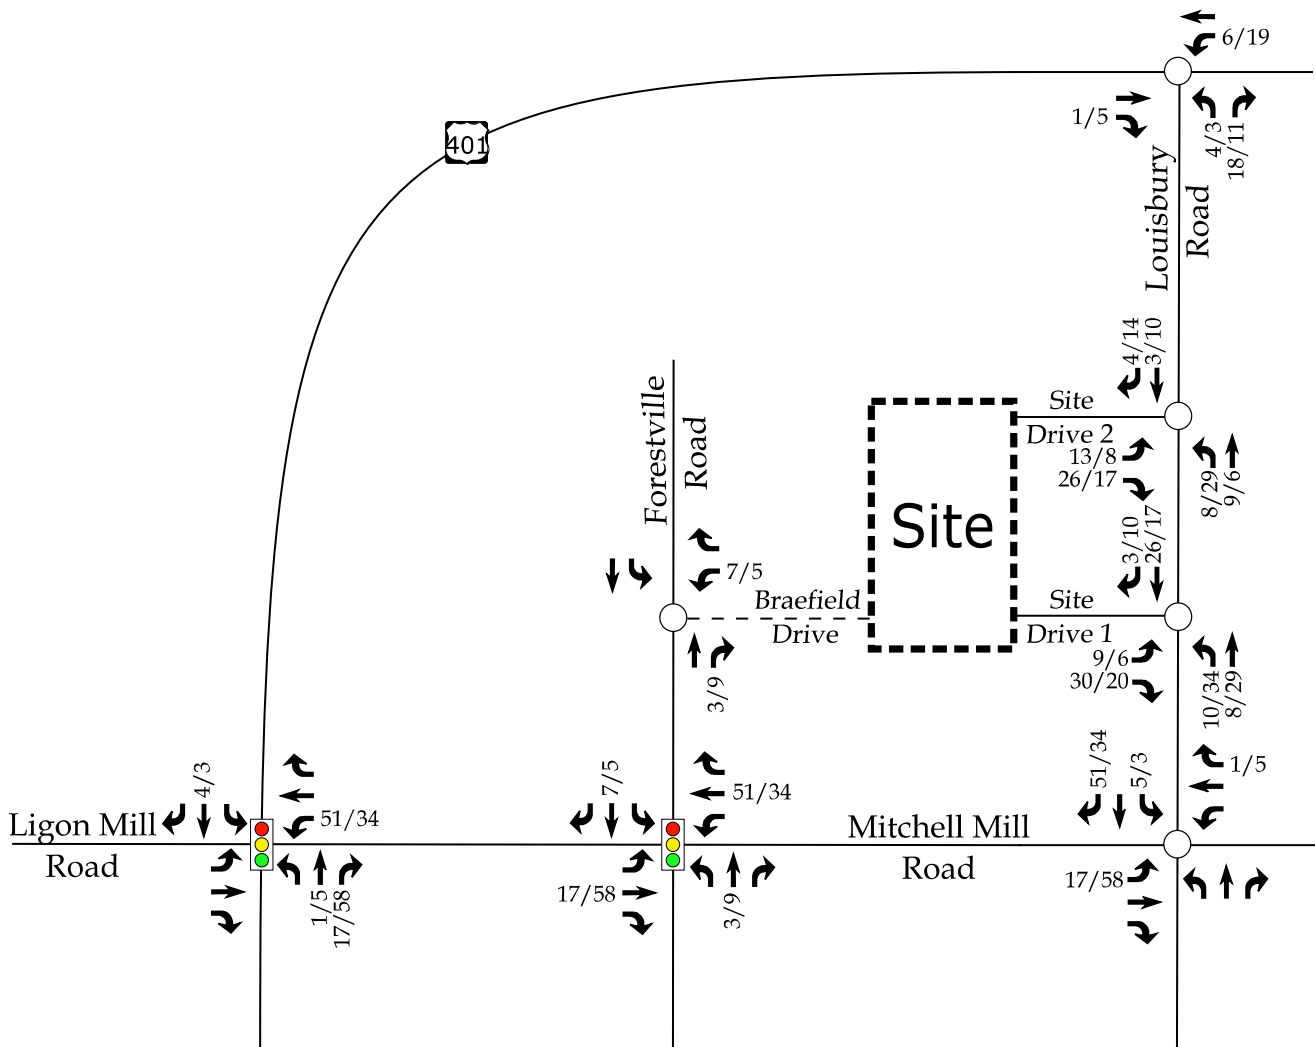 6/19
1/5
4/3
18/11
401
Louisbury
Road
4/14
3/10
Forestville
Road
Site
Drive 2
13/8
26/17
8/29
9/6
Site
3/10
26/17
7/5
Braefield
Drive
Site
Drive 1
9/6
30/20
10/34
8/29
3/9
4/3
51/34
Ligon Mill
Road
1/5
17/58
7/5
51/34
17/58
3/9
Mitchell Mill
Road
51/34
5/3
1/5
17/58